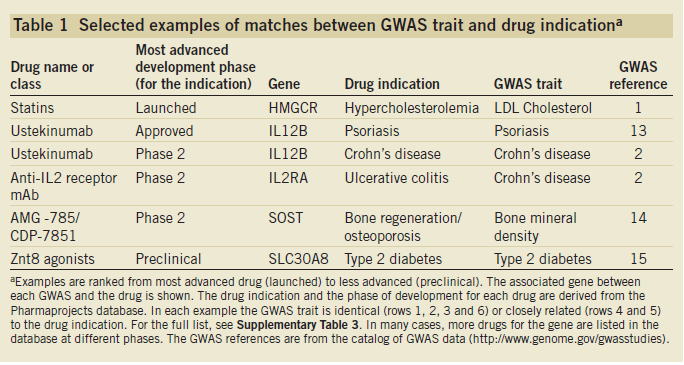 Table 1 Selected examples of matches between GWAS trait and drug indicationa
Drug name or class Most advanced development phase (for the indication) Gene Drug indication GWAS trait GWAS reference
Statins Launched HMGCR Hypercholesterolemia LDL Cholesterol 1
Ustekinumab Approved IL12B Psoriasis Psoriasis 13
Ustekinumab Phase 2 IL12B Crohn's disease Crohn's disease 2
Anti-IL2 receptor mAb Phase 2 IL2RA Ulcerative colitis Crohn's disease 2
AMG -785/ CDP-7851 Phase 2 SOST Bone regeneration/ osteoporosis Bone mineral density 14
Znt8 agonists Preclinical SLC30A8 Type 2 diabetes Type 2 diabetes 15
aExamples are ranked from most advanced drug (launched) to less advanced (preclinical). The associated gene between
each GWAS and the drug is shown. The drug indication and the phase of development for each drug are derived from the
Pharmaprojects database. In each example the GWAS trait is identical (rows 1, 2, 3 and 6) or closely related (rows 4 and 5)
to the drug indication. For the full list, see Supplementary Table 3. In many cases, more drugs for the gene are listed in the
database at different phases. The GWAS references are from the catalog of GWAS data (http://www.genome.gov/gwasstudies).